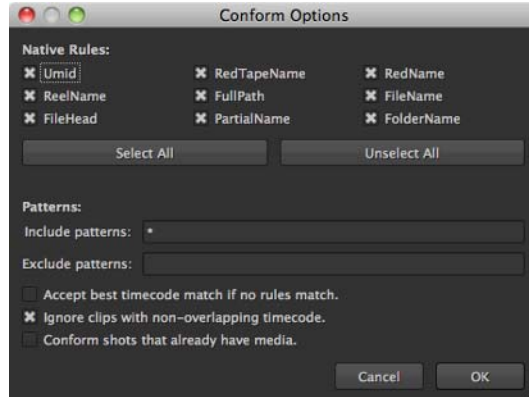 Conform Options
Native Rules:
Umid RedTapeName RedName
ReelName FullPath FileName
FileHead PartialName FolderName
Select All Unselect All
Patterns:
Include patterns: *
Exclude patterns:
Accept best timecode match if no rules match.
Ignore clips with non-overlapping timecode.
Conform shots that already have media.
Cancel OK